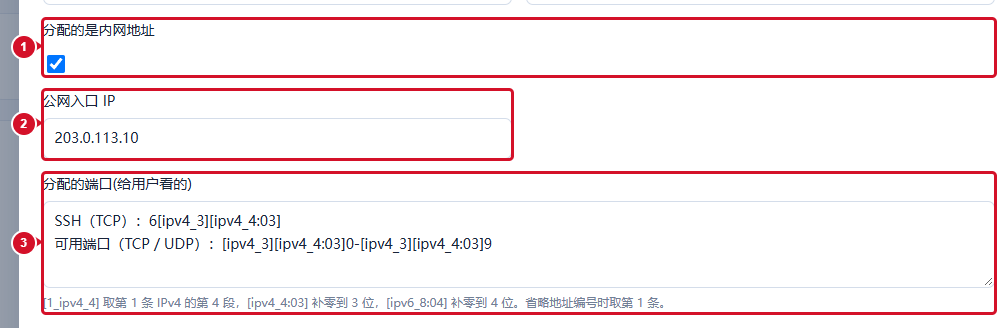 分配的是内网地址
1
公网入口 IP
2
203.0.113.10
分配的端口(给用户看的)
SSH（TCP）：6[ipv4_3][ipv4_4:03]
3
可用端口（TCP / UDP）：[ipv4_3][ipv4_4:03]0-[ipv4_3][ipv4_4:03]9
[1_ipv4_4] 取第 1 条 IPv4 的第 4 段，[ipv4_4:03] 补零到 3 位，[ipv6_8:04] 补零到 4 位。省略地址编号时取第 1 条。